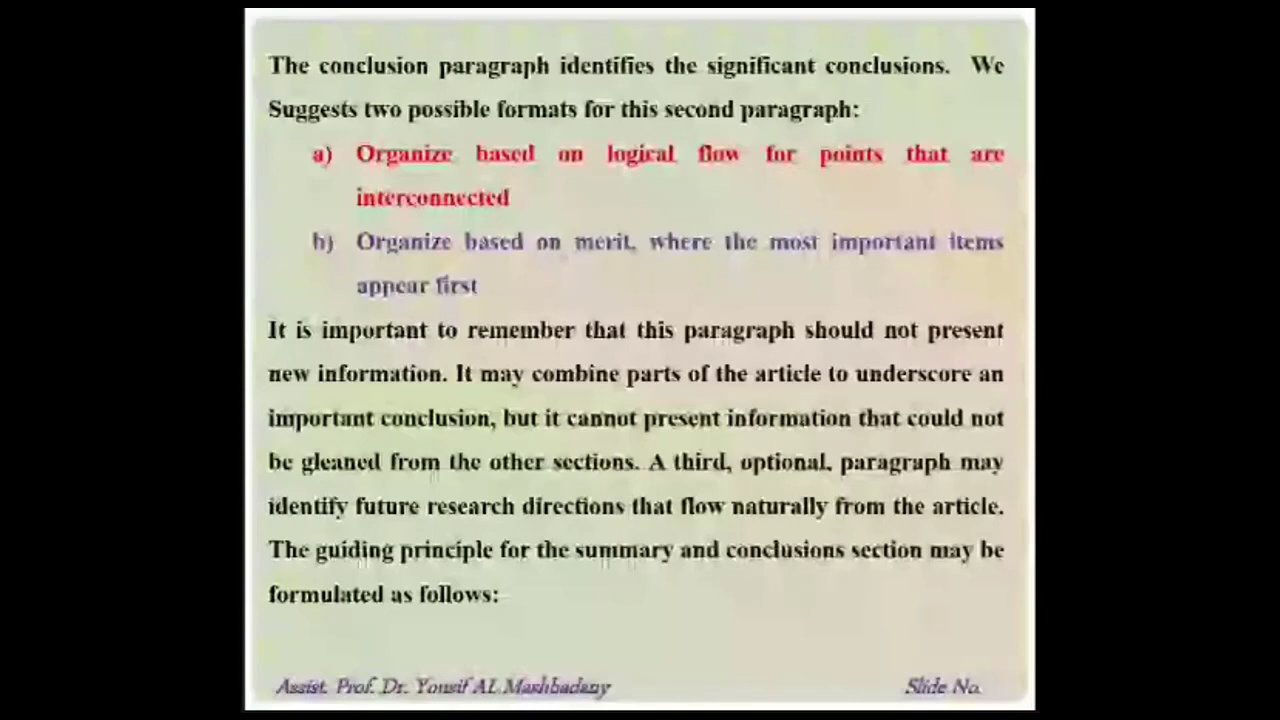 The conclusion paragraph identifies the significant conclusions. We
Suggests two possible formats for this second paragraph:
a) Organize based on logical flow for points that are
interconnected
b) Organize based on merit, where the most important items
appear first
It is important to remember that this paragraph should not present
new information. It may combine parts of the article to underscore an
important conclusion, but it cannot present information that could not
be gleaned from the other sections. A third, optional, paragraph may
identify future research directions that flow naturally from the article.
The guiding principle for the summary and conclusions section may be
formulated as follows:
Assist. Prof. Dr. Yousif AL Mashhadany
Slide No.